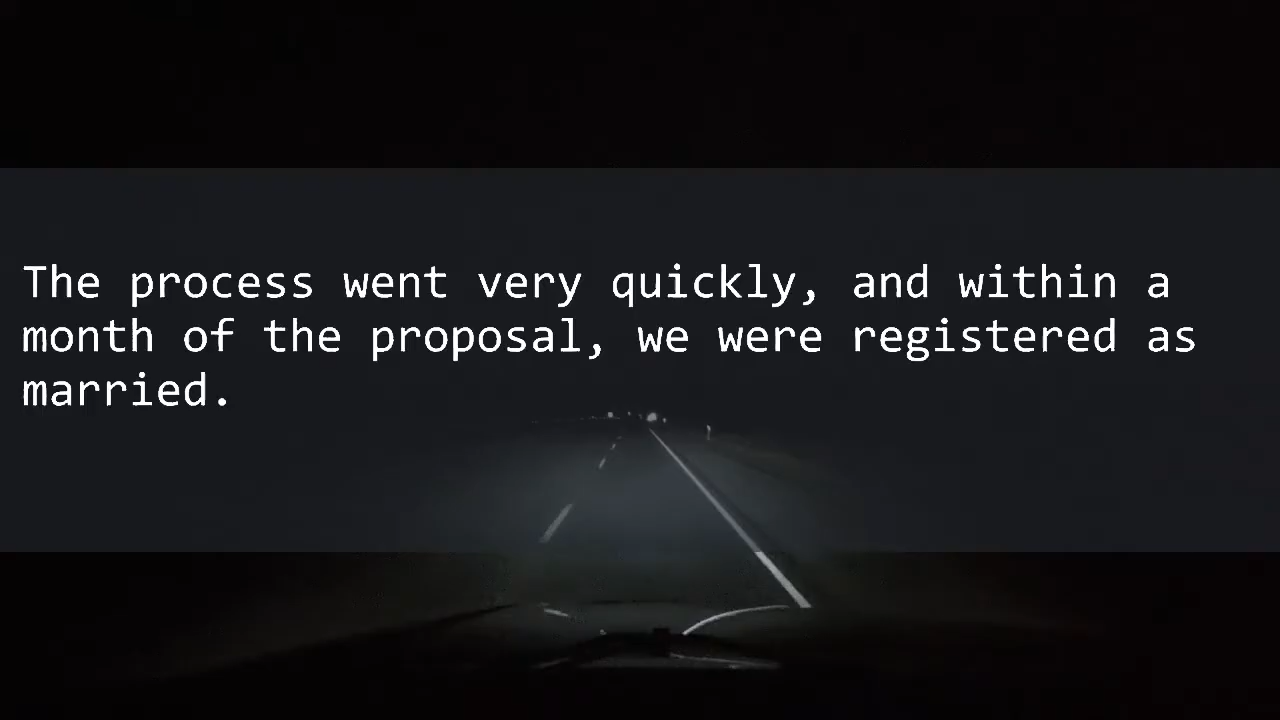 The process went very quickly, and within a
month of the proposal, we were registered as
married.